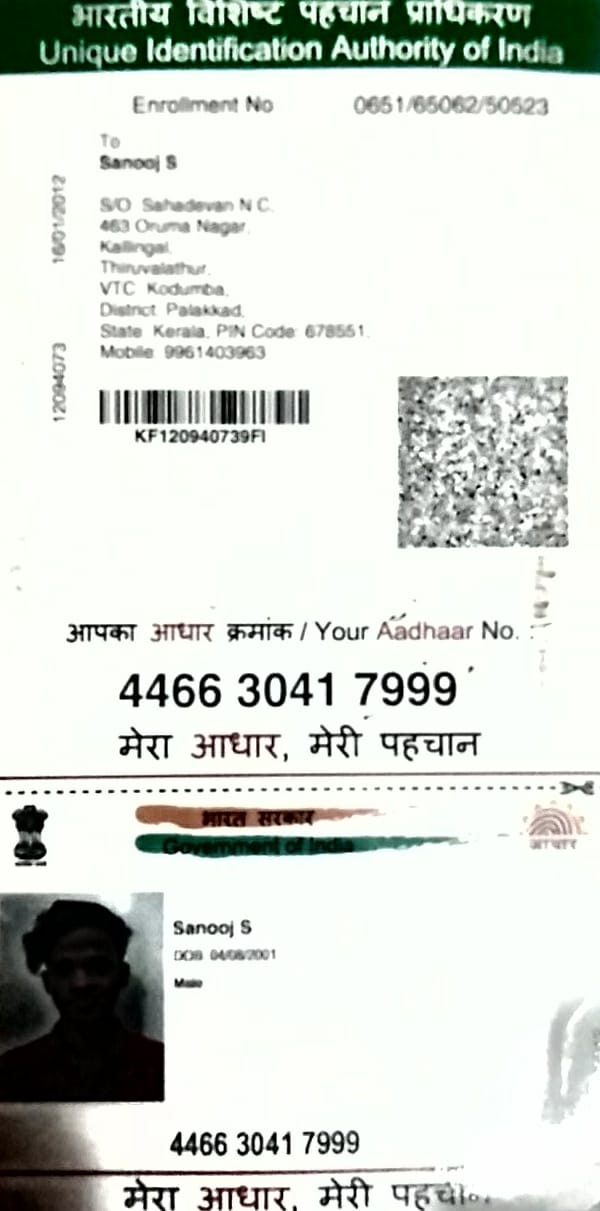 भारतीय विशिष्ट पहचान प्राधिकरण
Unique Identification Authority of India
Enrollment No 0651/65062/50523
To
Sanooj S
S/O Sahadevan N C,
463 Oruma Nagar,
Kallingal,
Thiruvalathur,
VTC Kodumba,
District Palakkad,
State Kerala, PIN Code 678551,
Mobile 9961403963
16/01/2012
12094073
KF120940739FI
आपका आधार क्रमांक / Your Aadhaar No. :
4466 3041 7999
मेरा आधार, मेरी पहचान
भारत सरकार
Government of India
आधार
Sanooj S
DOB 04/08/2001
Male
4466 3041 7999
मेरा आधार, मेरी